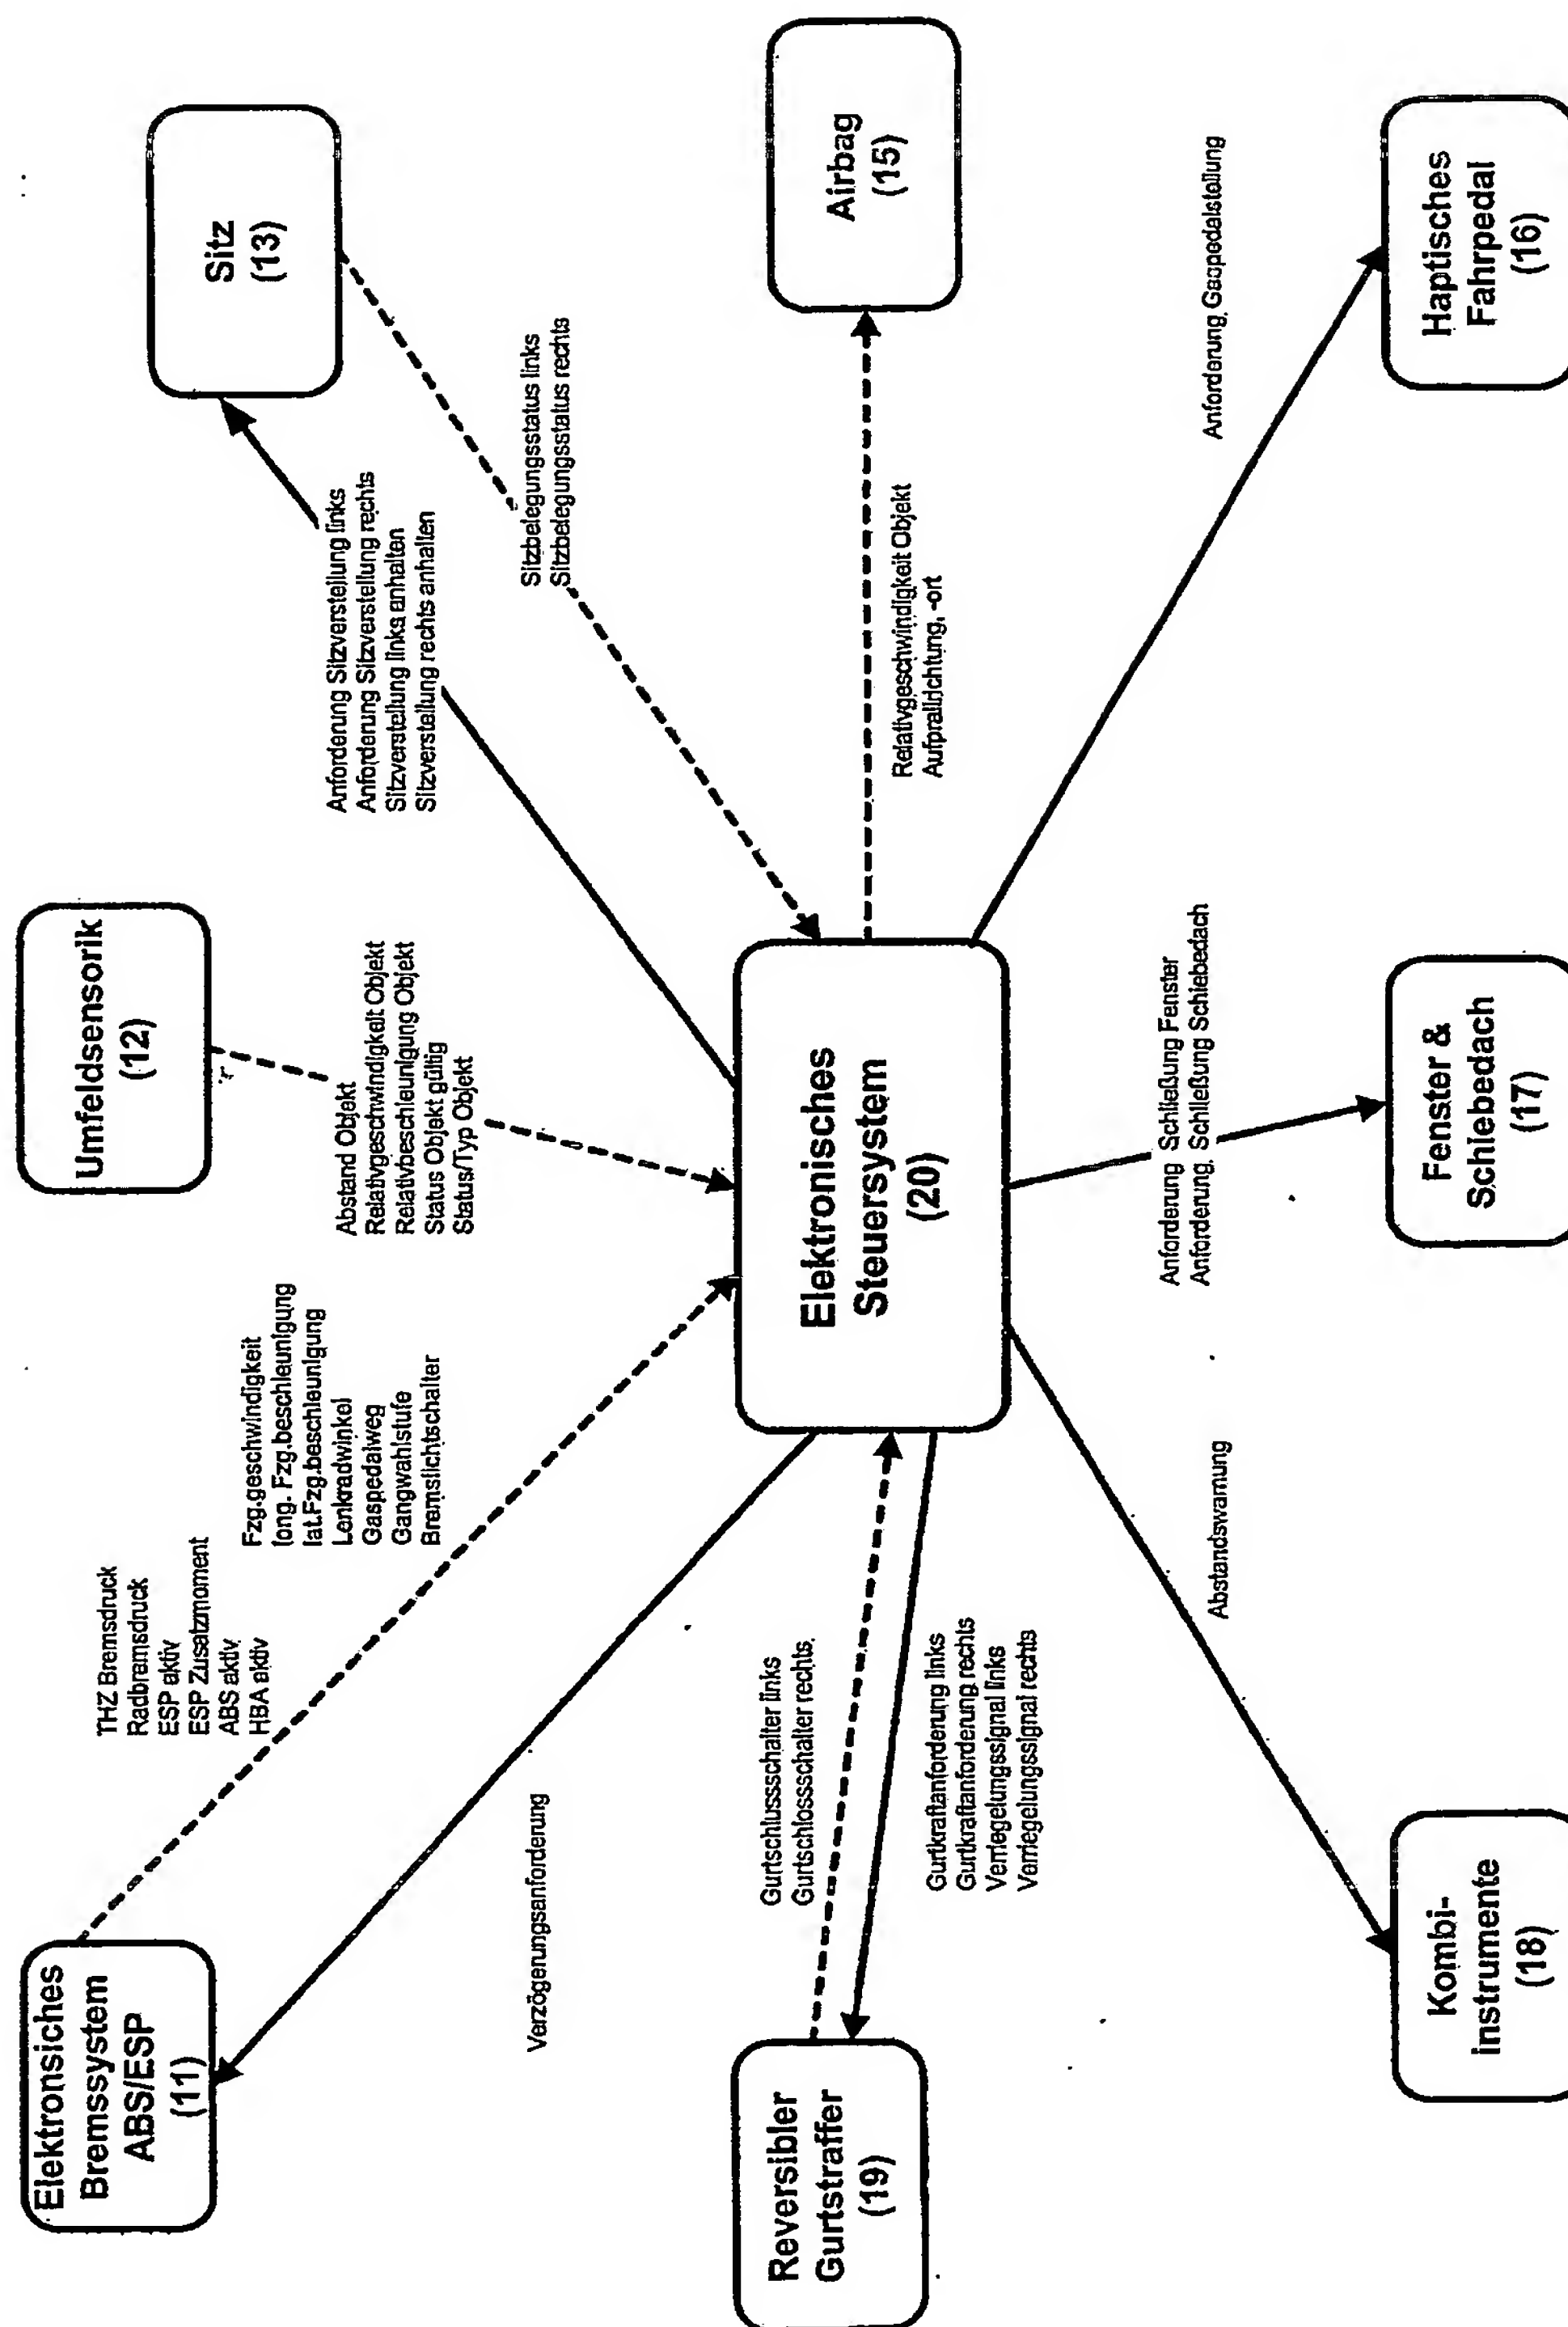 Elektronsiches
Bremssystem
ABS/ESP
(11)
Umfeldsensorik
(12)
Sitz
(13)
THZ Bremsdruck
Radbremsdruck
ESP aktiv
ESP Zusatzmoment
ABS aktiv
HBA aktiv
Fzg.geschwindigkeit
long. Fzg.beschleunigung
lat.Fzg.beschleunigung
Lenkradwinkel
Gaspedalweg
Gangwahlstufe
Bremslichtschalter
Abstand Objekt
Relativgeschwindigkeit Objekt
Relativbeschleunigung Objekt
Status Objekt gültig
Status/Typ Objekt
Anforderung Sitzverstellung links
Anforderung Sitzverstellung rechts
Sitzverstellung links anhalten
Sitzverstellung rechts anhalten
Sitzbelegungsstatus links
Sitzbelegungsstatus rechts
Verzögerungsanforderung
Reversibler
Gurtstraffer
(19)
Gurtschlussschalter links
Gurtschlossschalter rechts
Gurtkraftanforderung links
Gurtkraftanforderung rechts
Verriegelungssignal links
Verriegelungssignal rechts
Elektronisches
Steuersystem
(20)
Relativgeschwindigkeit Objekt
Aufprallrichtung, -ort
Airbag
(15)
Abstandswarnung
Anforderung Schließung Fenster
Anforderung Schließung Schiebedach
Anforderung Gaspedalstellung
Kombi-
instrumente
(18)
Fenster &
Schiebedach
(17)
Haptisches
Fahrpedal
(16)